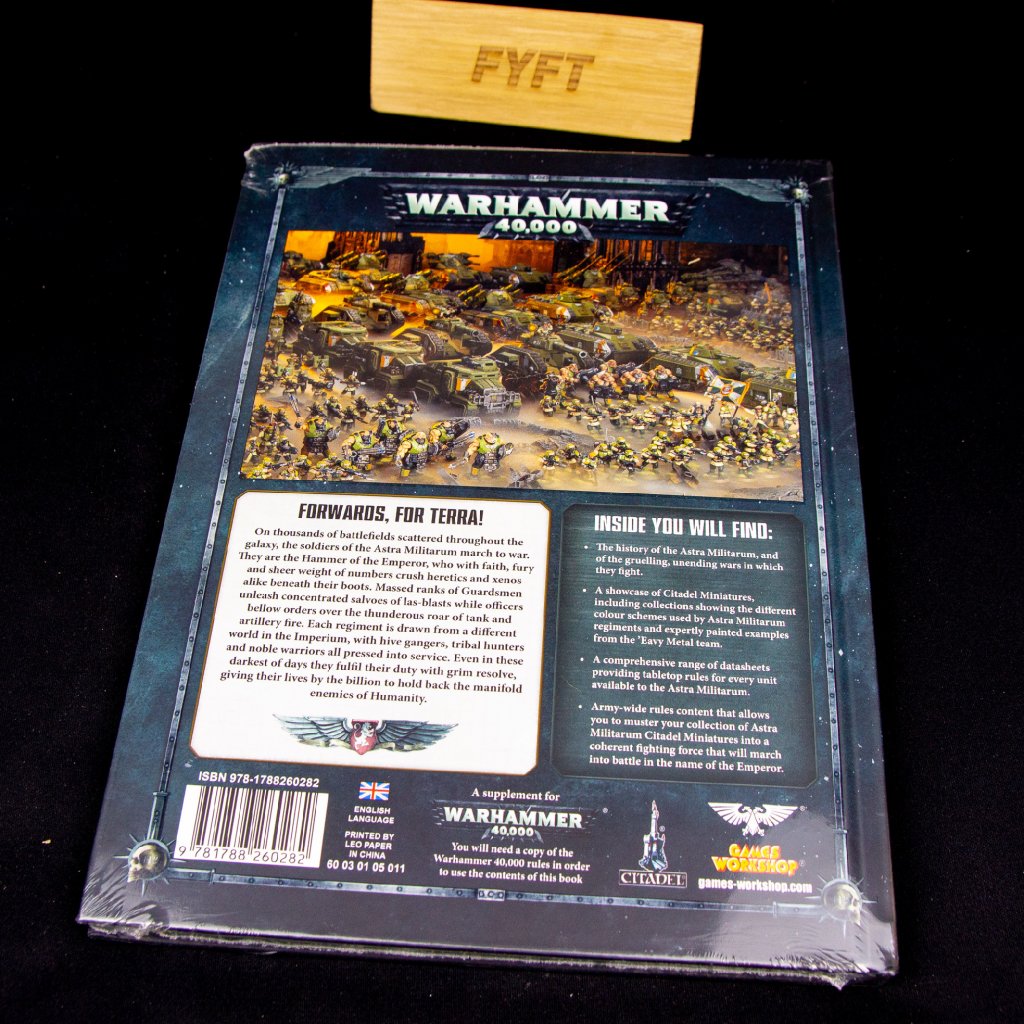 FYFT
WARHAMMER
40,000
FORWARDS, FOR TERRA!
On thousands of battlefields scattered throughout the
galaxy, the soldiers of the Astra Militarum march to war.
They are the Hammer of the Emperor, who with faith, fury
and sheer weight of numbers crush heretics and xenos
alike beneath their boots. Massed ranks of Guardsmen
unleash concentrated salvoes of las-blasts while officers
bellow orders over the thunderous roar of tank and
artillery fire. Each regiment is drawn from a different
world in the Imperium, with hive gangers, tribal hunters
and noble warriors all pressed into service. Even in these
darkest of days they fulfil their duty with grim resolve,
giving their lives by the billion to hold back the manifold
enemies of Humanity.
INSIDE YOU WILL FIND:
• The history of the Astra Militarum, and
of the gruelling, unending wars in which
they fight.
• A showcase of Citadel Miniatures,
including collections showing the different
colour schemes used by Astra Militarum
regiments and expertly painted examples
from the 'Eavy Metal team.
• A comprehensive range of datasheets
providing tabletop rules for every unit
available to the Astra Militarum.
• Army-wide rules content that allows
you to muster your collection of Astra
Militarum Citadel Miniatures into a
coherent fighting force that will march
into battle in the name of the Emperor.
ISBN 978-1788260282
9 781788 260282
ENGLISH
LANGUAGE
PRINTED BY
LEO PAPER
IN CHINA
60 03 01 05 011
A supplement for
WARHAMMER®
40,000
You will need a copy of the
Warhammer 40,000 rules in order
to use the contents of this book
®
CITADEL
®
GAMES
WORKSHOP®
games-workshop.com